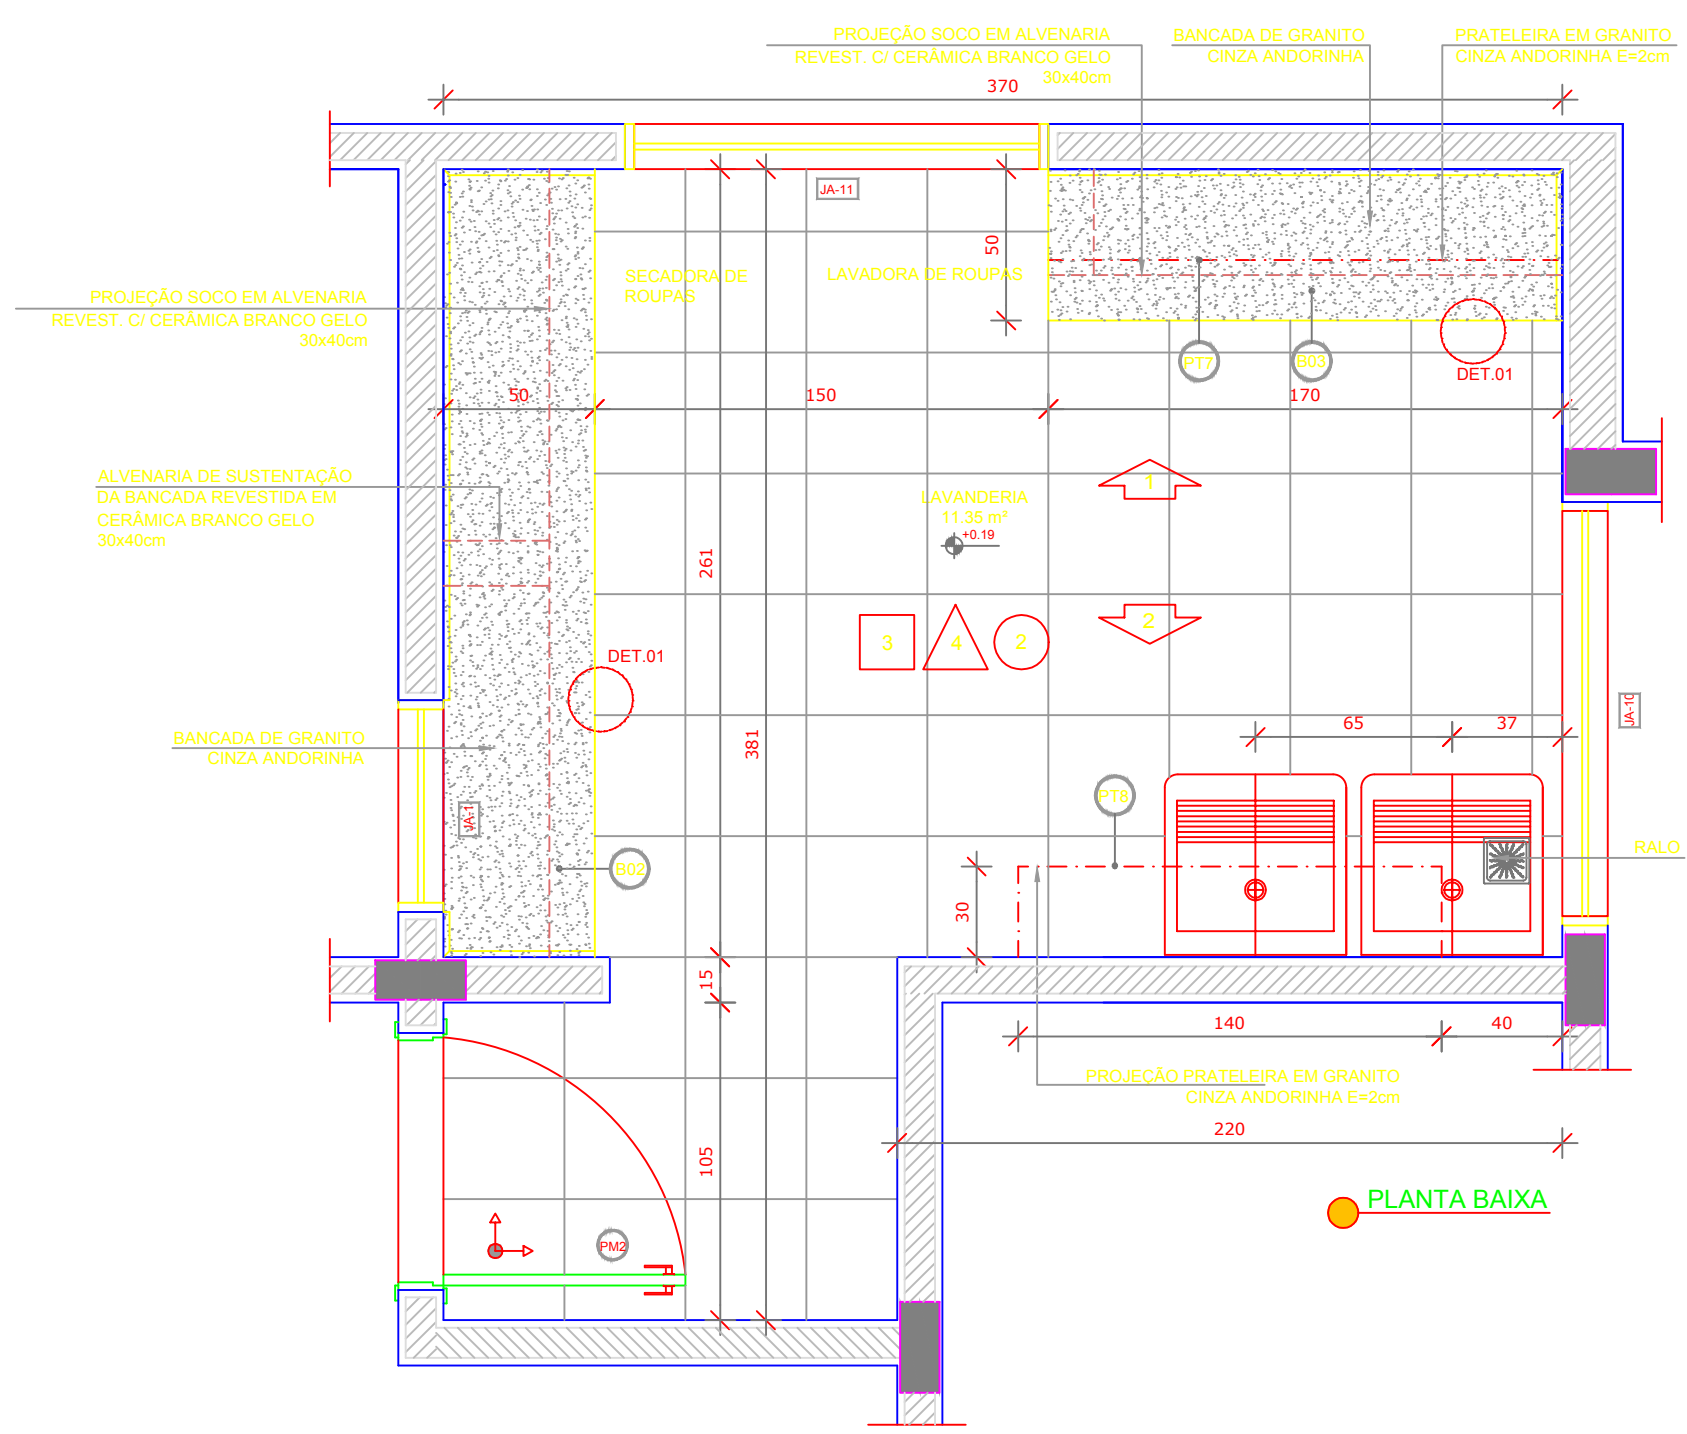 PROJEÇÃO SOCO EM ALVENARIA
REVEST. C/ CERÂMICA BRANCO GELO
30x40cm
BANCADA DE GRANITO
CINZA ANDORINHA
PRATELEIRA EM GRANITO
CINZA ANDORINHA E=2cm
370
JA-11
50
SECADORA DE
ROUPAS
LAVADORA DE ROUPAS
PROJEÇÃO SOCO EM ALVENARIA
REVEST. C/ CERÂMICA BRANCO GELO
30x40cm
PT7
B03
DET.01
50
150
170
ALVENARIA DE SUSTENTAÇÃO
DA BANCADA REVESTIDA EM
CERÂMICA BRANCO GELO
30x40cm
1
LAVANDERIA
11.35 m²
+0.19
261
3
4
2
2
DET.01
381
65
37
JA-10
BANCADA DE GRANITO
CINZA ANDORINHA
JA-1
PT8
RALO
B02
30
15
140
40
PROJEÇÃO PRATELEIRA EM GRANITO
CINZA ANDORINHA E=2cm
220
105
PLANTA BAIXA
PM2